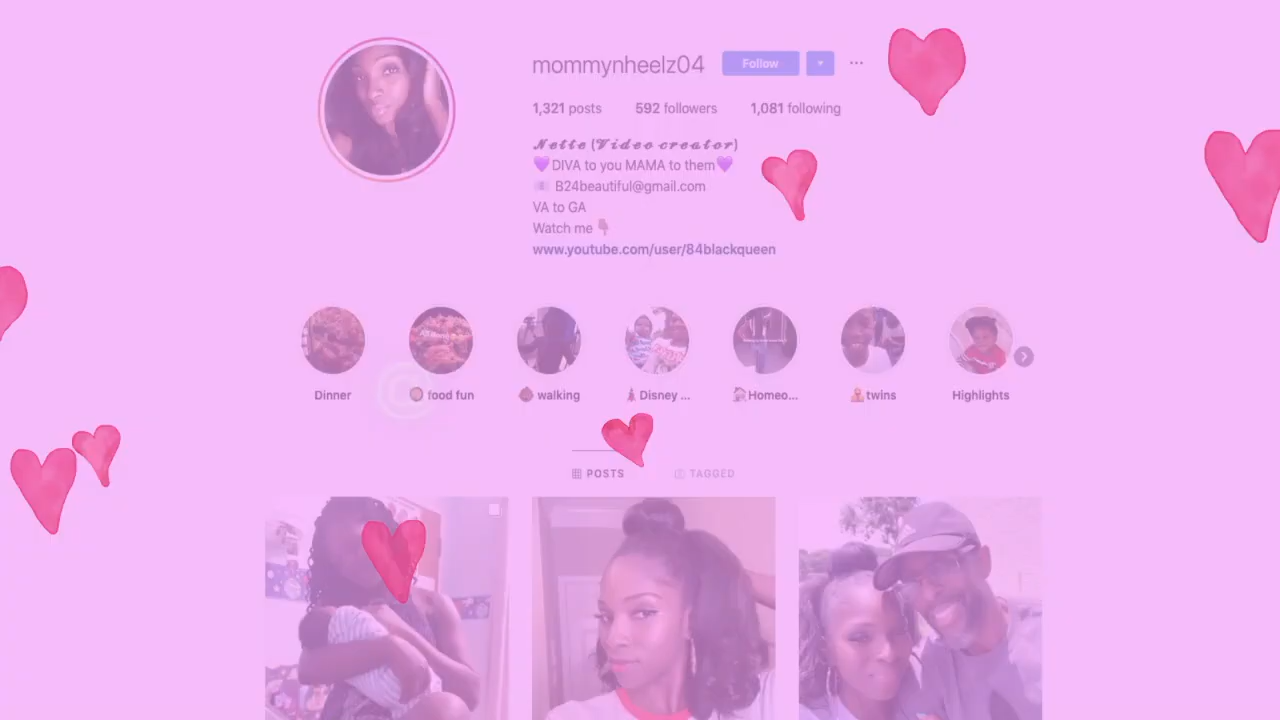 mommynheelz04 Follow
1,321 posts 592 followers 1,081 following
𝓝𝓮𝓽𝓽𝓮 (𝓥𝓲𝓭𝓮𝓸 𝓬𝓻𝓮𝓪𝓽𝓸𝓻)
💜DIVA to you MAMA to them💜
📧 B24beautiful@gmail.com
VA to GA
Watch me 👇🏾
www.youtube.com/user/84blackqueen
Dinner
food fun
walking
Disney ...
Homeo...
twins
Highlights
POSTS
TAGGED